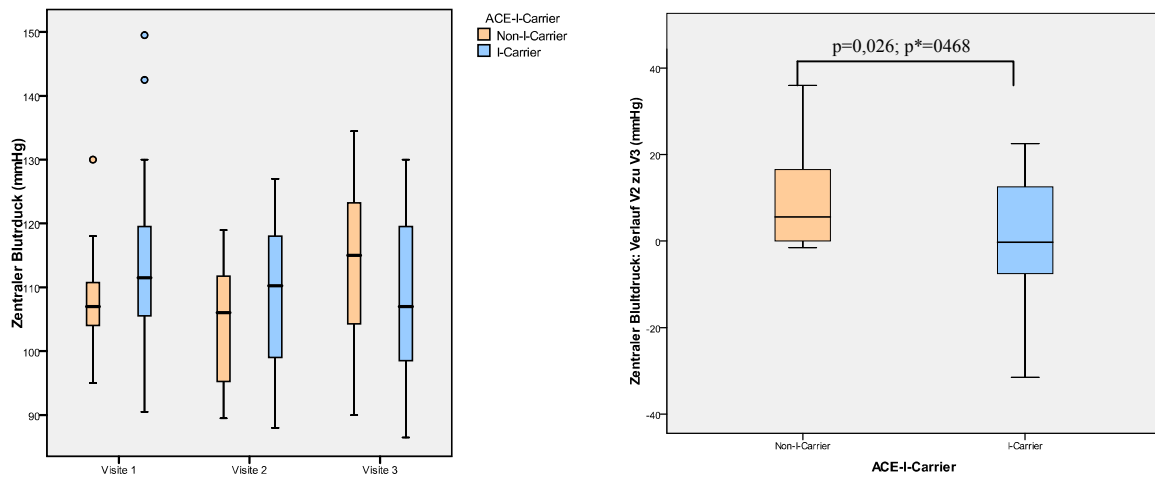 150
140
130
120
110
100
90
Zentraler Blutrduck (mmHg)
Visite 1
Visite 2
Visite 3
ACE-I-Carrier
Non-I-Carrier
I-Carrier
p=0,026; p*=0468
40
20
0
-20
-40
Zentraler Blultdruck: Verlauf V2 zu V3 (mmHg)
Non-I-Carrier
I-Carrier
ACE-I-Carrier